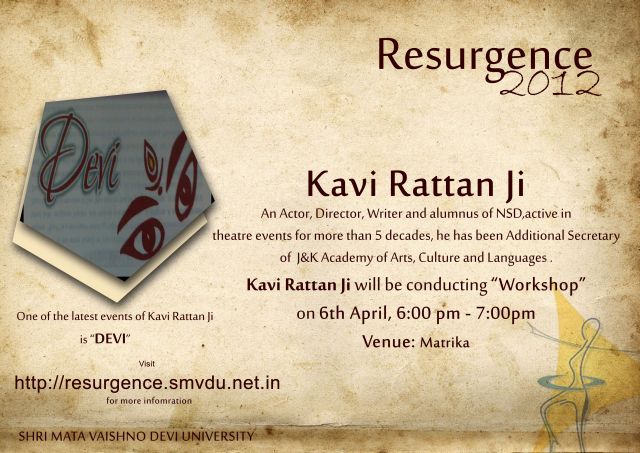 Resurgence
2012
Devi
Kavi Rattan Ji
An Actor, Director, Writer and alumnus of NSD,active in
theatre events for more than 5 decades, he has been Additional Secretary
of J&K Academy of Arts, Culture and Languages .
Kavi Rattan Ji will be conducting “Workshop”
on 6th April, 6:00 pm - 7:00pm
Venue: Matrika
One of the latest events of Kavi Rattan Ji
is “DEVI”
Visit
http://resurgence.smvdu.net.in
for more infomration
SHRI MATA VAISHNO DEVI UNIVERSITY